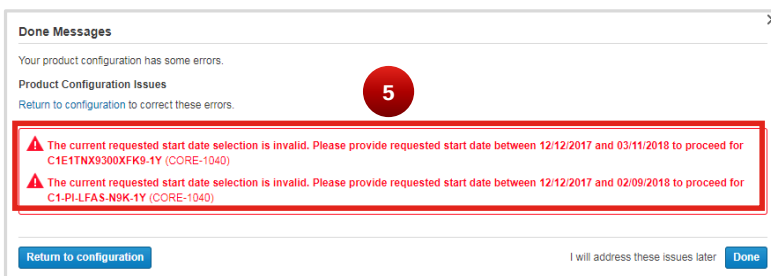 Done Messages
Your product configuration has some errors.
Product Configuration Issues
Return to configuration to correct these errors.
5
The current requested start date selection is invalid. Please provide requested start date between 12/12/2017 and 03/11/2018 to proceed for
C1E1TNX9300XFK9-1Y (CORE-1040)
The current requested start date selection is invalid. Please provide requested start date between 12/12/2017 and 02/09/2018 to proceed for
C1-PI-LFAS-N9K-1Y (CORE-1040)
Return to configuration
I will address these issues later
Done